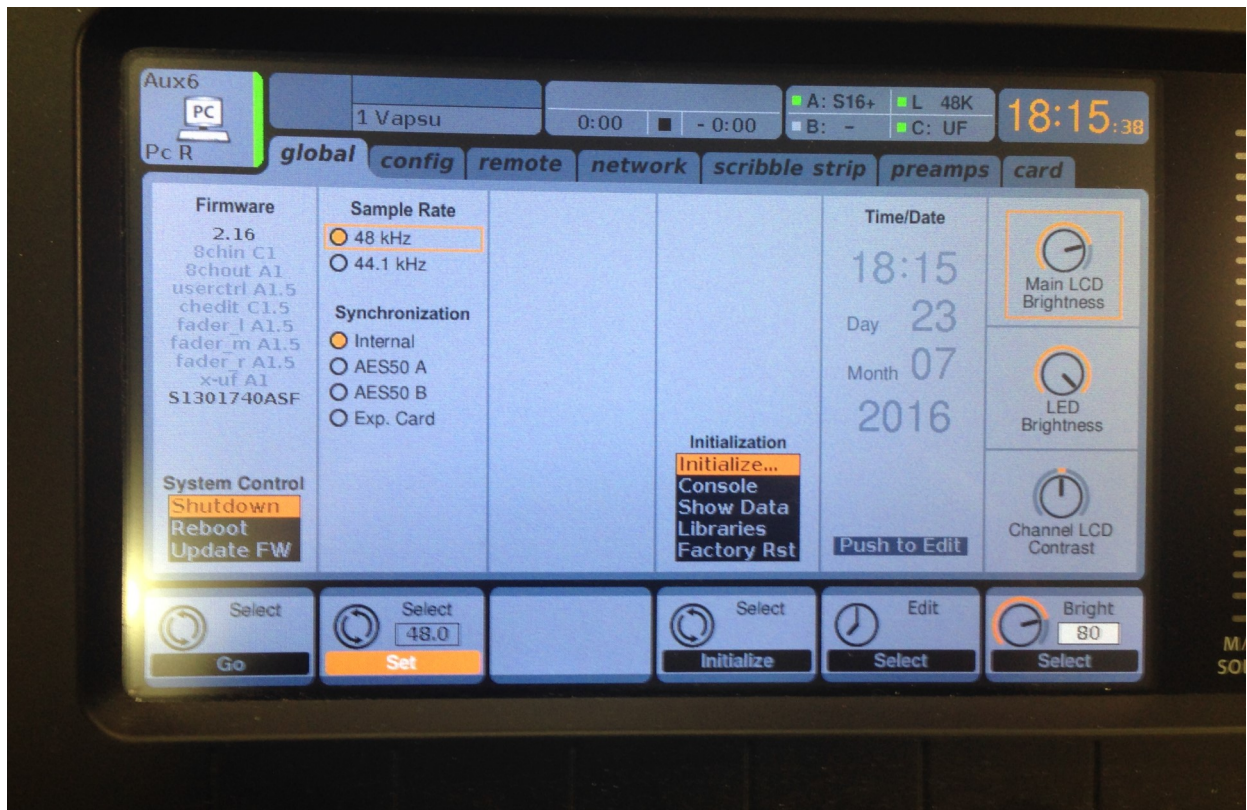 Aux6
PC
Pc R
1 Vapsu
0:00 - 0:00
A: S16+ L 48K
B: - C: UF
18:15:38
global config remote network scribble strip preamps card
Firmware
2.16
8chin C1
8chout A1
userctrl A1.5
chedit C1.5
fader_l A1.5
fader_m A1.5
fader_r A1.5
x-uf A1
S1301740ASF
System Control
Shutdown
Reboot
Update FW
Sample Rate
48 kHz
44.1 kHz
Synchronization
Internal
AES50 A
AES50 B
Exp. Card
Initialization
Initialize...
Console
Show Data
Libraries
Factory Rst
Time/Date
18:15
Day 23
Month 07
2016
Push to Edit
Main LCD
Brightness
LED
Brightness
Channel LCD
Contrast
Select
Go
Select
48.0
Set
Select
Initialize
Edit
Select
Bright
80
Select